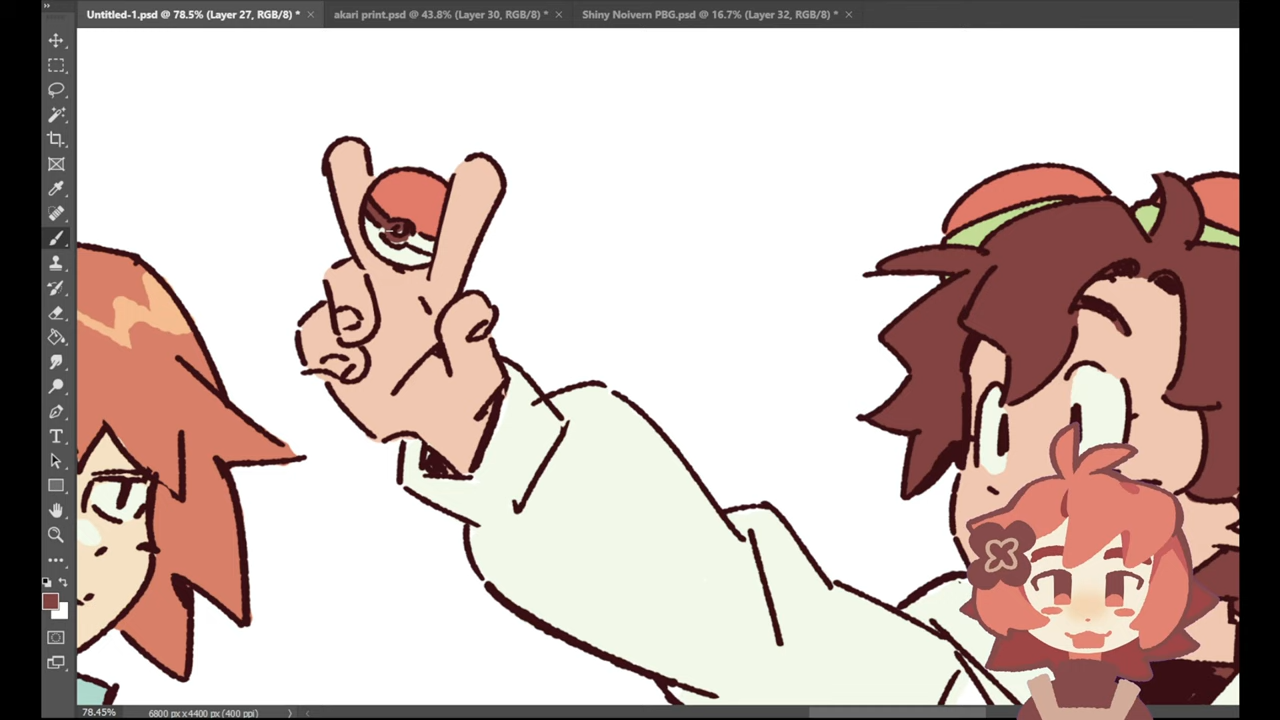 Untitled-1.psd @ 78.5% (Layer 27, RGB/8) * ×
akari print.psd @ 43.8% (Layer 30, RGB/8) * ×
Shiny Noivern PBG.psd @ 16.7% (Layer 32, RGB/8) * ×
T
78.45%
6800 px x 4400 px (400 ppi)